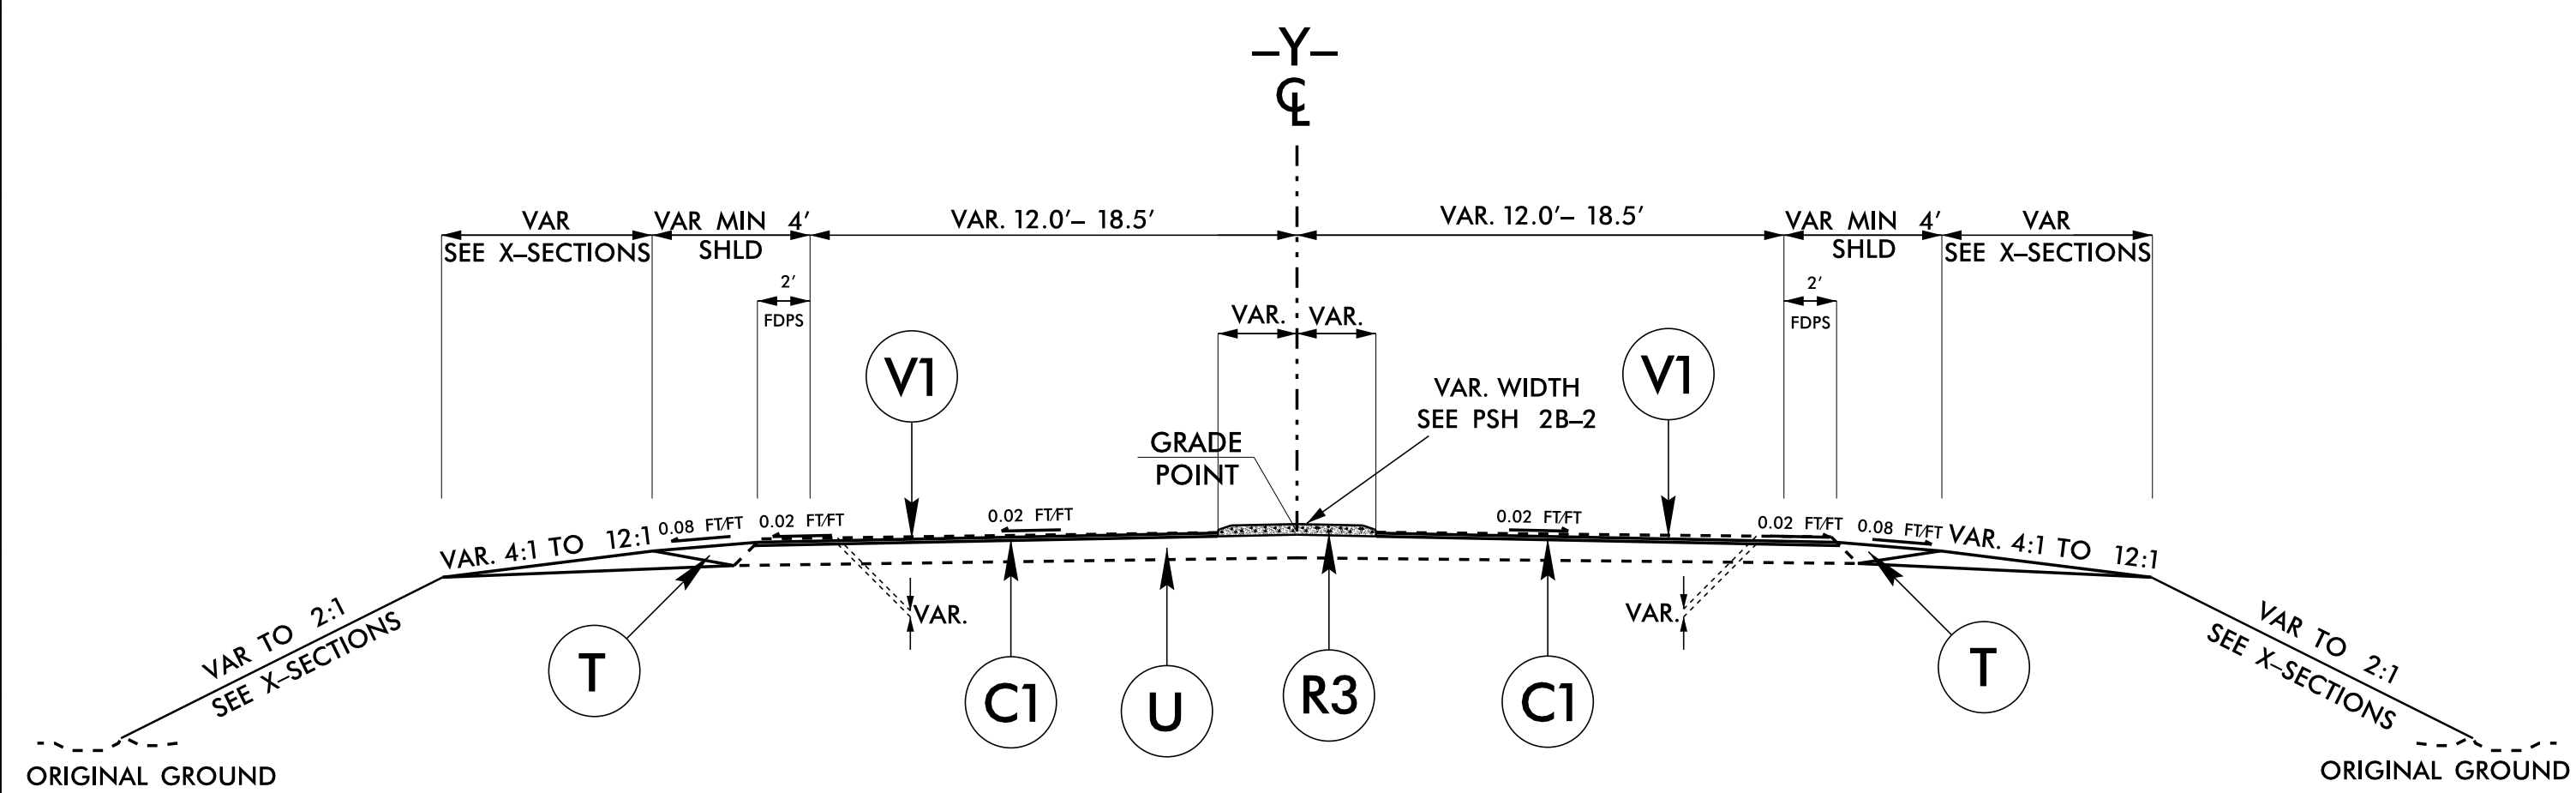 –Y–
℄
VAR
SEE X–SECTIONS
VAR MIN 4'
SHLD
VAR. 12.0'– 18.5'
VAR. 12.0'– 18.5'
VAR MIN 4'
SHLD
VAR
SEE X–SECTIONS
2'
FDPS
2'
FDPS
VAR.
VAR.
V1
V1
VAR. WIDTH
SEE PSH 2B–2
GRADE
POINT
VAR. 4:1 TO 12:1
0.08 FT/FT
0.02 FT/FT
0.02 FT/FT
0.02 FT/FT
0.02 FT/FT
0.08 FT/FT
VAR. 4:1 TO 12:1
VAR TO 2:1
SEE X–SECTIONS
VAR.
VAR.
VAR TO 2:1
SEE X–SECTIONS
T
C1
U
R3
C1
T
ORIGINAL GROUND
ORIGINAL GROUND